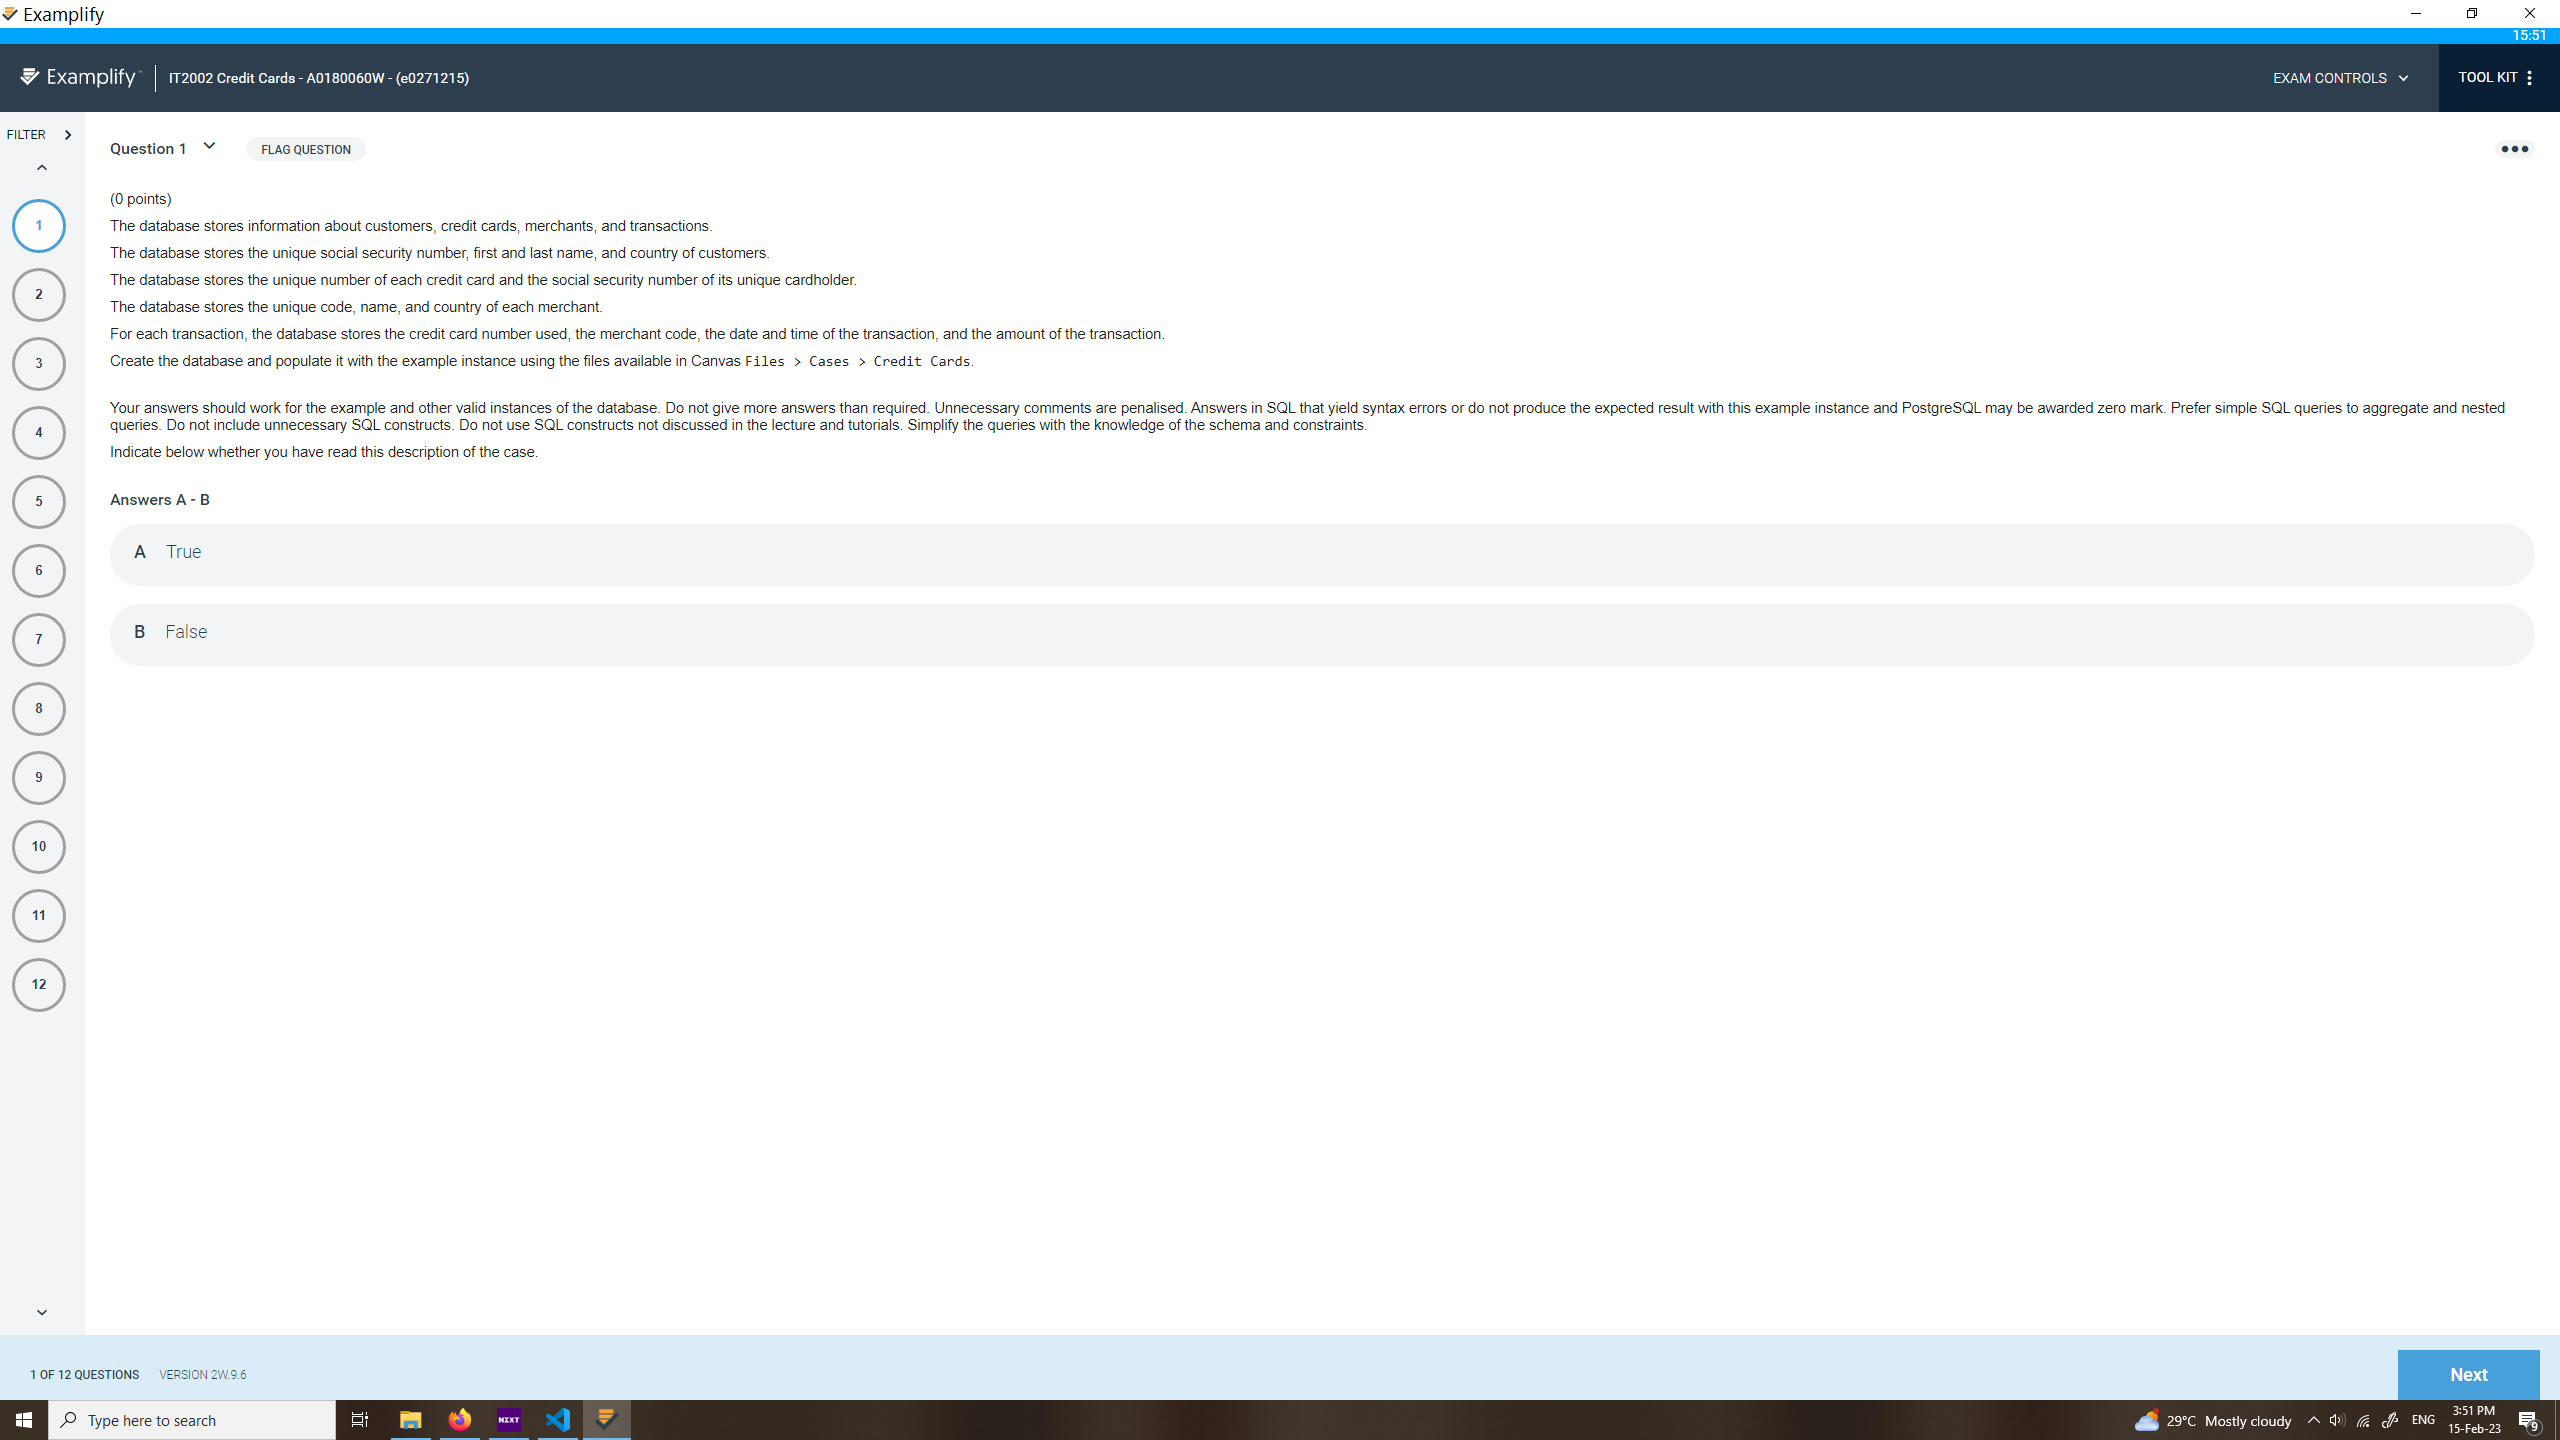 Examplify
15:51
Examplify
IT2002 Credit Cards - A0180060W - (e0271215)
EXAM CONTROLS
TOOL KIT
FILTER
Question 1
FLAG QUESTION
(0 points)
The database stores information about customers, credit cards, merchants, and transactions.
The database stores the unique social security number, first and last name, and country of customers.
The database stores the unique number of each credit card and the social security number of its unique cardholder.
The database stores the unique code, name, and country of each merchant.
For each transaction, the database stores the credit card number used, the merchant code, the date and time of the transaction, and the amount of the transaction.
Create the database and populate it with the example instance using the files available in Canvas Files > Cases > Credit Cards.
Your answers should work for the example and other valid instances of the database. Do not give more answers than required. Unnecessary comments are penalised. Answers in SQL that yield syntax errors or do not produce the expected result with this example instance and PostgreSQL may be awarded zero mark. Prefer simple SQL queries to aggregate and nested
queries. Do not include unnecessary SQL constructs. Do not use SQL constructs not discussed in the lecture and tutorials. Simplify the queries with the knowledge of the schema and constraints.
Indicate below whether you have read this description of the case.
Answers A - B
A True
B False
1
2
3
4
5
6
7
8
9
10
11
12
1 OF 12 QUESTIONS VERSION 2W.9.6
Next
Type here to search
NZXT
29°C Mostly cloudy
ENG
3:51 PM
15-Feb-23
9